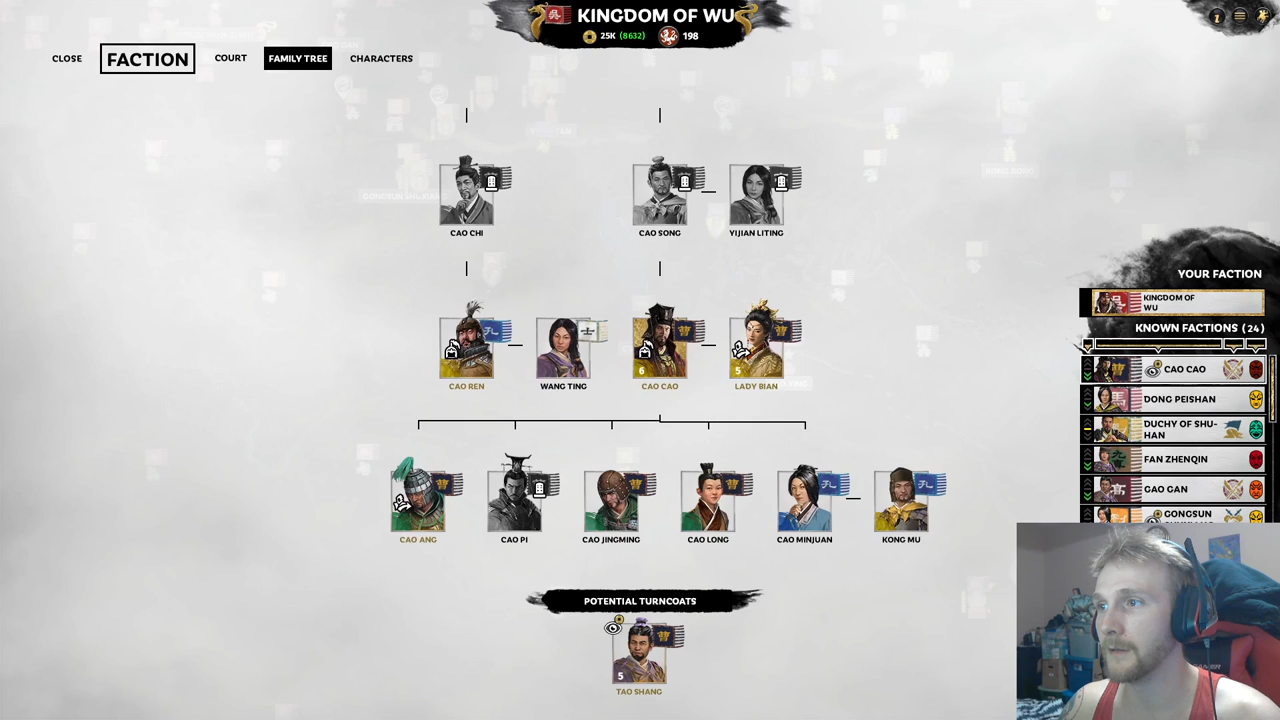 KINGDOM OF WU
25K (8632) 198
CLOSE FACTION COURT FAMILY TREE CHARACTERS
CAO CHI
CAO SONG
YIJIAN LITING
CAO REN
WANG TING
6
CAO CAO
5
LADY BIAN
CAO ANG
CAO PI
CAO JINGMING
CAO LONG
CAO MINJUAN
KONG MU
POTENTIAL TURNCOATS
5
TAO SHANG
YOUR FACTION
KINGDOM OF
WU
KNOWN FACTIONS (24)
CAO CAO
DONG PEISHAN
DUCHY OF SHU-
HAN
FAN ZHENQIN
GAO GAN
GONGSUN